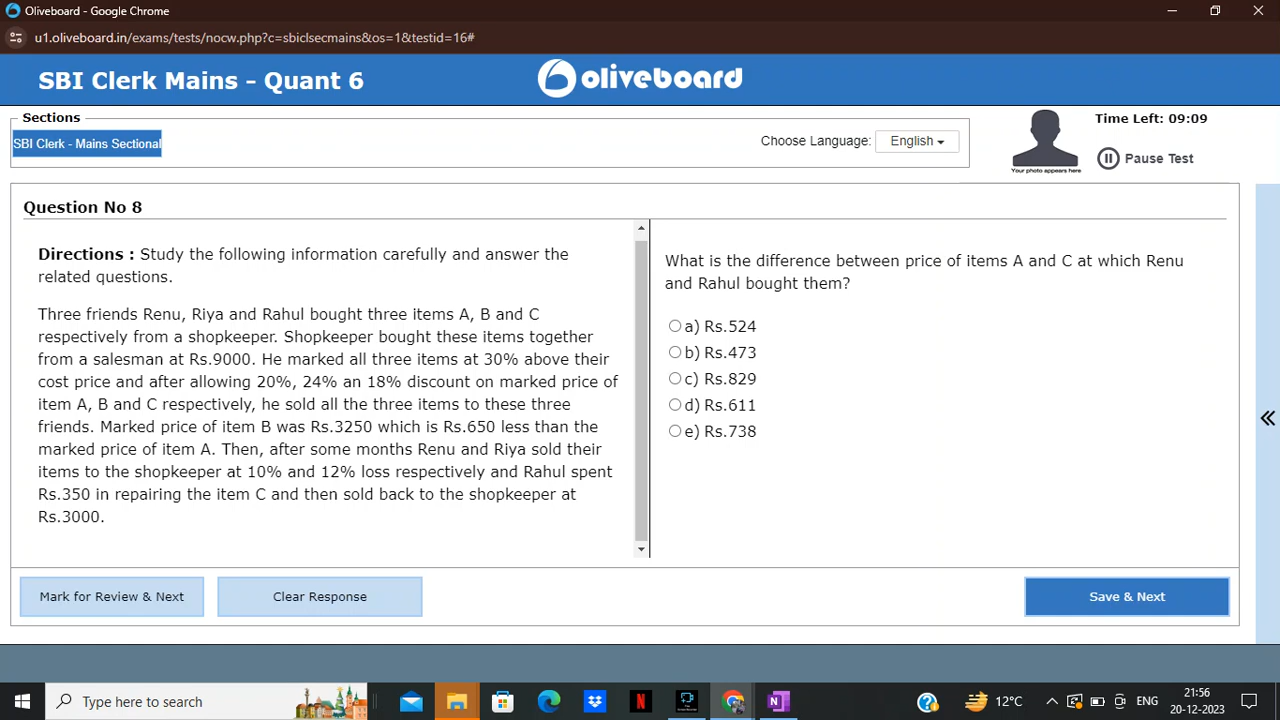 Oliveboard - Google Chrome
u1.oliveboard.in/exams/tests/nocw.php?c=sbiclsecmains&os=1&testid=16#
SBI Clerk Mains - Quant 6
oliveboard
Sections
SBI Clerk - Mains Sectional
Choose Language:
English
Your photo appears here
Time Left: 09:09
Pause Test
Question No 8
Directions : Study the following information carefully and answer the
related questions.
Three friends Renu, Riya and Rahul bought three items A, B and C
respectively from a shopkeeper. Shopkeeper bought these items together
from a salesman at Rs.9000. He marked all three items at 30% above their
cost price and after allowing 20%, 24% an 18% discount on marked price of
item A, B and C respectively, he sold all the three items to these three
friends. Marked price of item B was Rs.3250 which is Rs.650 less than the
marked price of item A. Then, after some months Renu and Riya sold their
items to the shopkeeper at 10% and 12% loss respectively and Rahul spent
Rs.350 in repairing the item C and then sold back to the shopkeeper at
Rs.3000.
What is the difference between price of items A and C at which Renu
and Rahul bought them?
a) Rs.524
b) Rs.473
c) Rs.829
d) Rs.611
e) Rs.738
Mark for Review & Next
Clear Response
Save & Next
Type here to search
12°C
ENG
21:56
20-12-2023